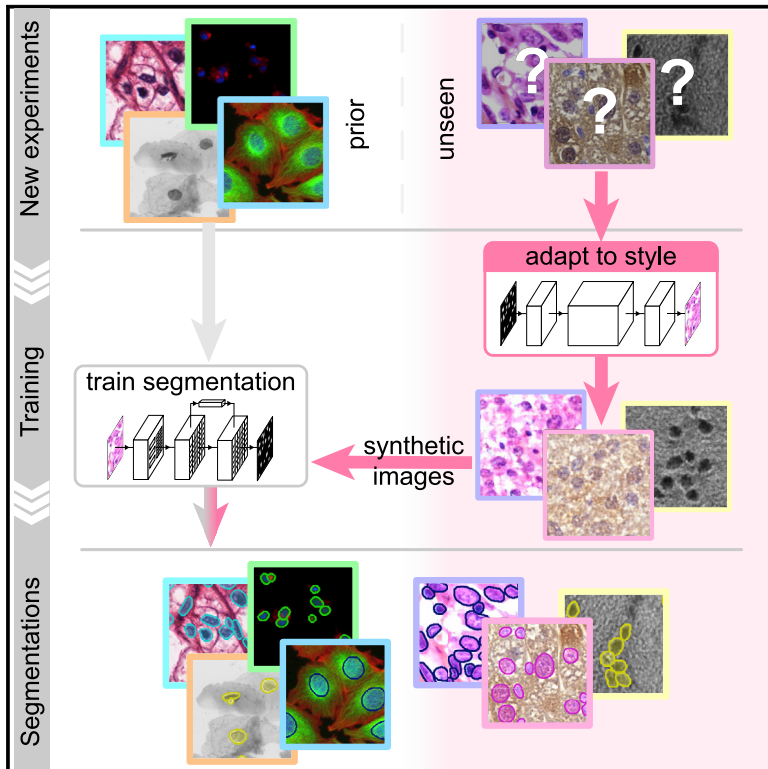 New experiments
prior
unseen
?
?
?
adapt to style
Training
train segmentation
synthetic
images
Segmentations